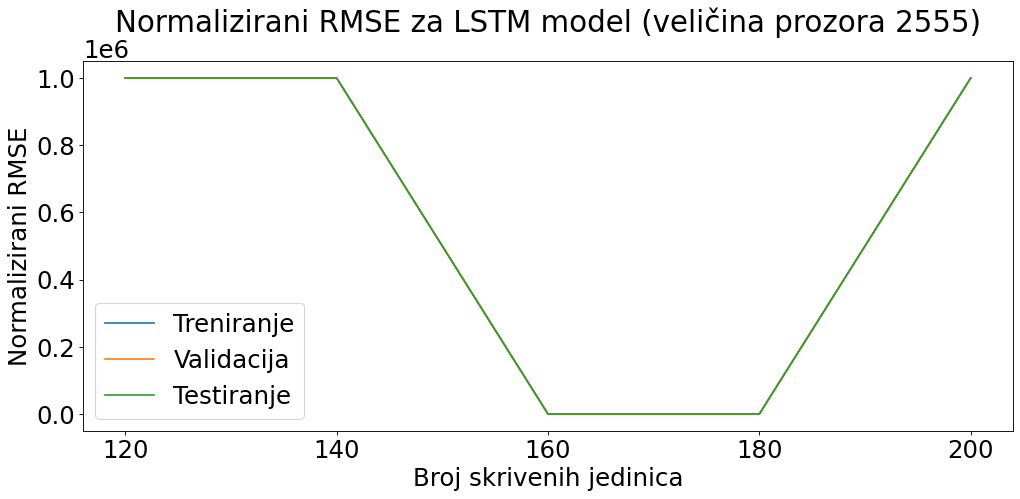 Normalizirani RMSE za LSTM model (veličina prozora 2555)
1e6
Normalizirani RMSE
1.0
0.8
0.6
0.4
0.2
0.0
Treniranje
Validacija
Testiranje
120 140 160 180 200
Broj skrivenih jedinica